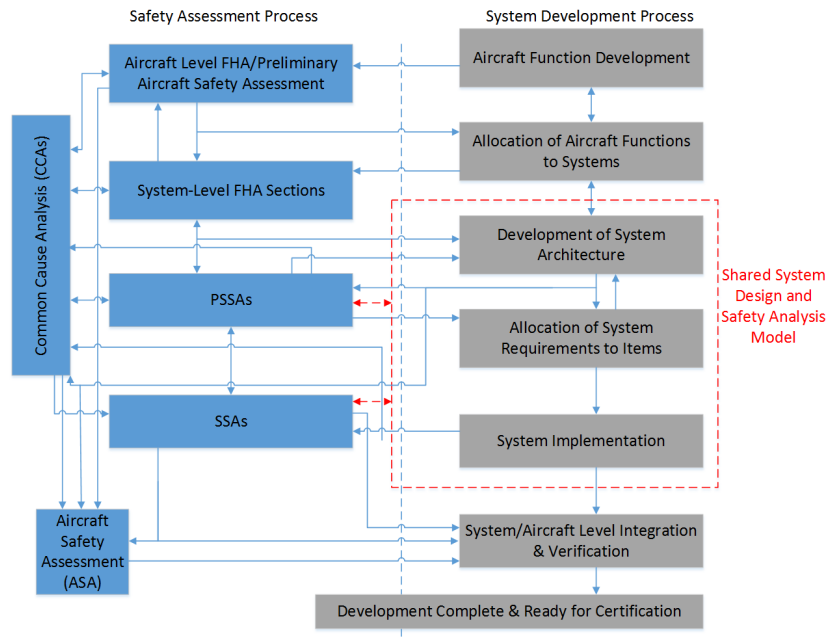 Safety Assessment Process
System Development Process
Aircraft Level FHA/Preliminary
Aircraft Safety Assessment
Aircraft Function Development
Allocation of Aircraft Functions
to Systems
Common Cause Analysis (CCAs)
System-Level FHA Sections
Development of System
Architecture
Shared System
Design and
Safety Analysis
Model
PSSAs
Allocation of System
Requirements to Items
SSAs
System Implementation
Aircraft
Safety
Assessment
(ASA)
System/Aircraft Level Integration
& Verification
Development Complete & Ready for Certification